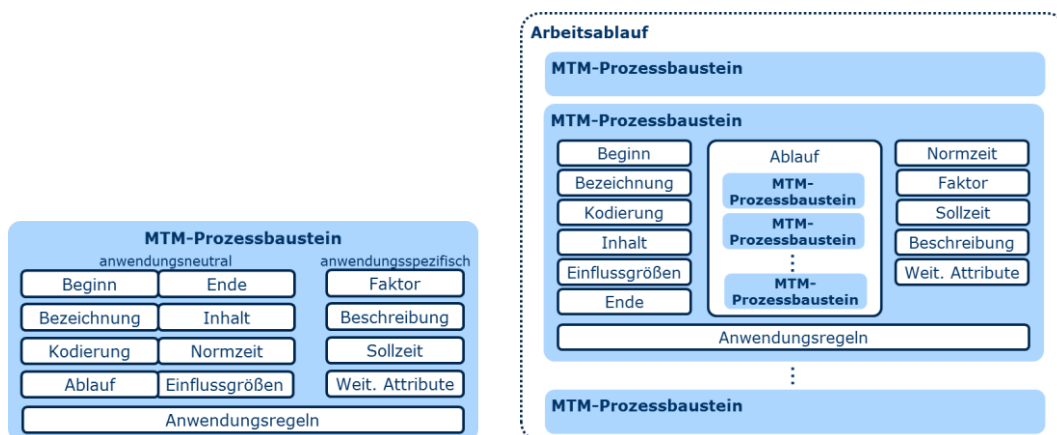 MTM-Prozessbaustein
anwendungsneutral
anwendungsspezifisch
Beginn
Ende
Faktor
Bezeichnung
Inhalt
Beschreibung
Kodierung
Normzeit
Sollzeit
Ablauf
Einflussgrößen
Weit. Attribute
Anwendungsregeln
Arbeitsablauf
MTM-Prozessbaustein
MTM-Prozessbaustein
Beginn
Bezeichnung
Kodierung
Inhalt
Einflussgrößen
Ende
Ablauf
MTM-
Prozessbaustein
MTM-
Prozessbaustein
MTM-
Prozessbaustein
Normzeit
Faktor
Sollzeit
Beschreibung
Weit. Attribute
Anwendungsregeln
MTM-Prozessbaustein